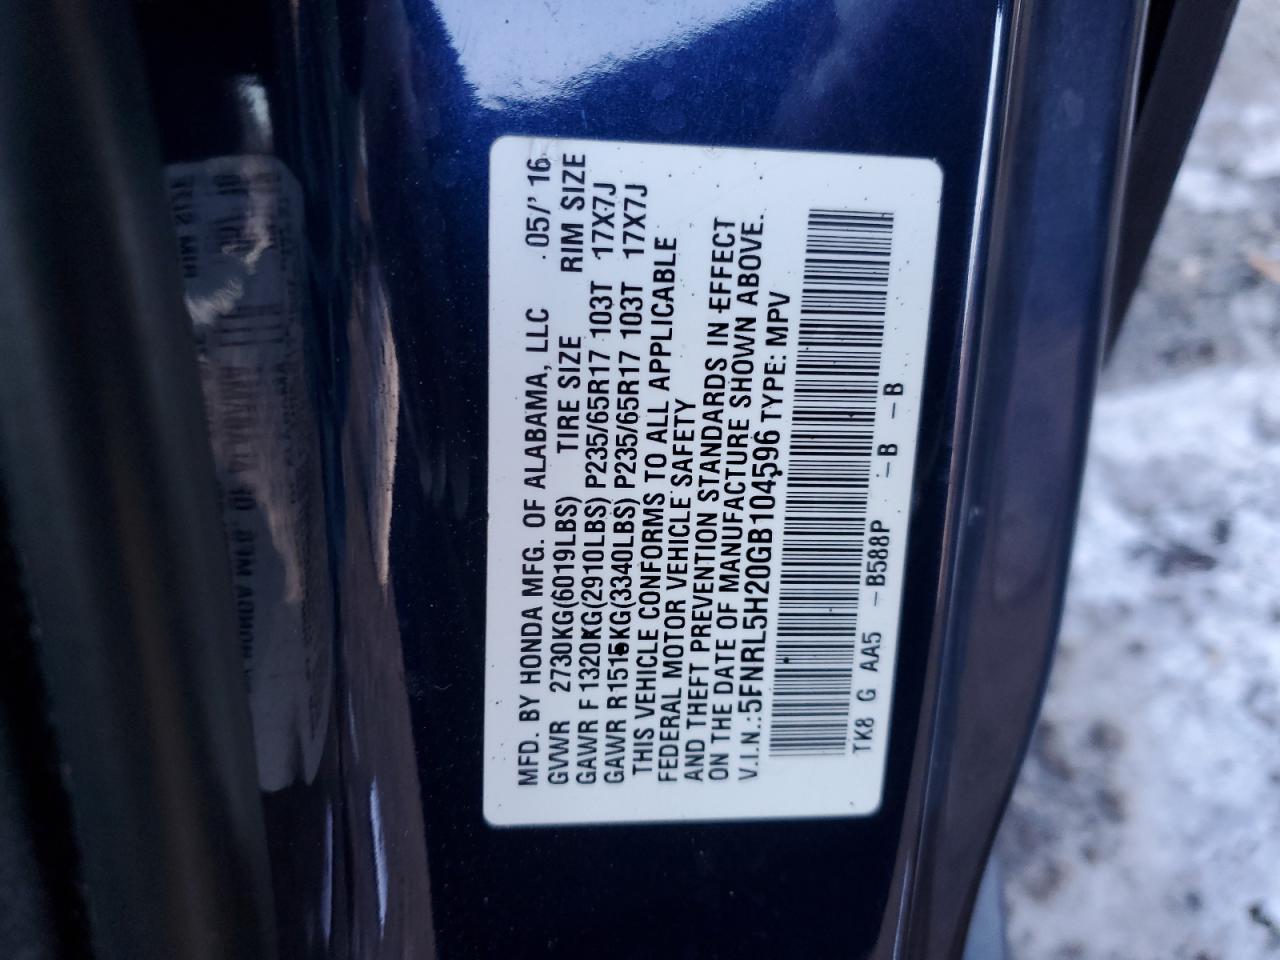 MFD. BY HONDA MFG. OF ALABAMA, LLC 05/' 16
GVWR 2730KG(6019LBS) TIRE SIZE RIM SIZE
GAWR F 1320KG(2910LBS) P235/65R17 103T 17X7J
GAWR R 1515KG(3340LBS) P235/65R17 103T 17X7J
THIS VEHICLE CONFORMS TO ALL APPLICABLE
FEDERAL MOTOR VEHICLE SAFETY
AND THEFT PREVENTION STANDARDS IN EFFECT
ON THE DATE OF MANUFACTURE SHOWN ABOVE.
V.I.N.:5FNRL5H20GB104596 TYPE: MPV
TK8 G AA5 -B588P -B -B